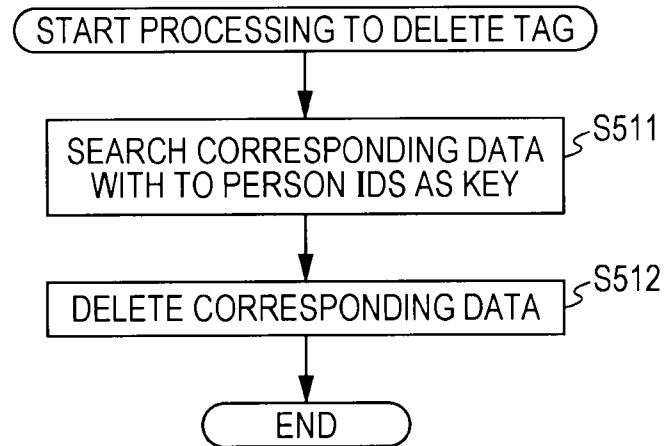 START PROCESSING TO DELETE TAG
S511
SEARCH CORRESPONDING DATA
WITH TO PERSON IDS AS KEY
S512
DELETE CORRESPONDING DATA
END